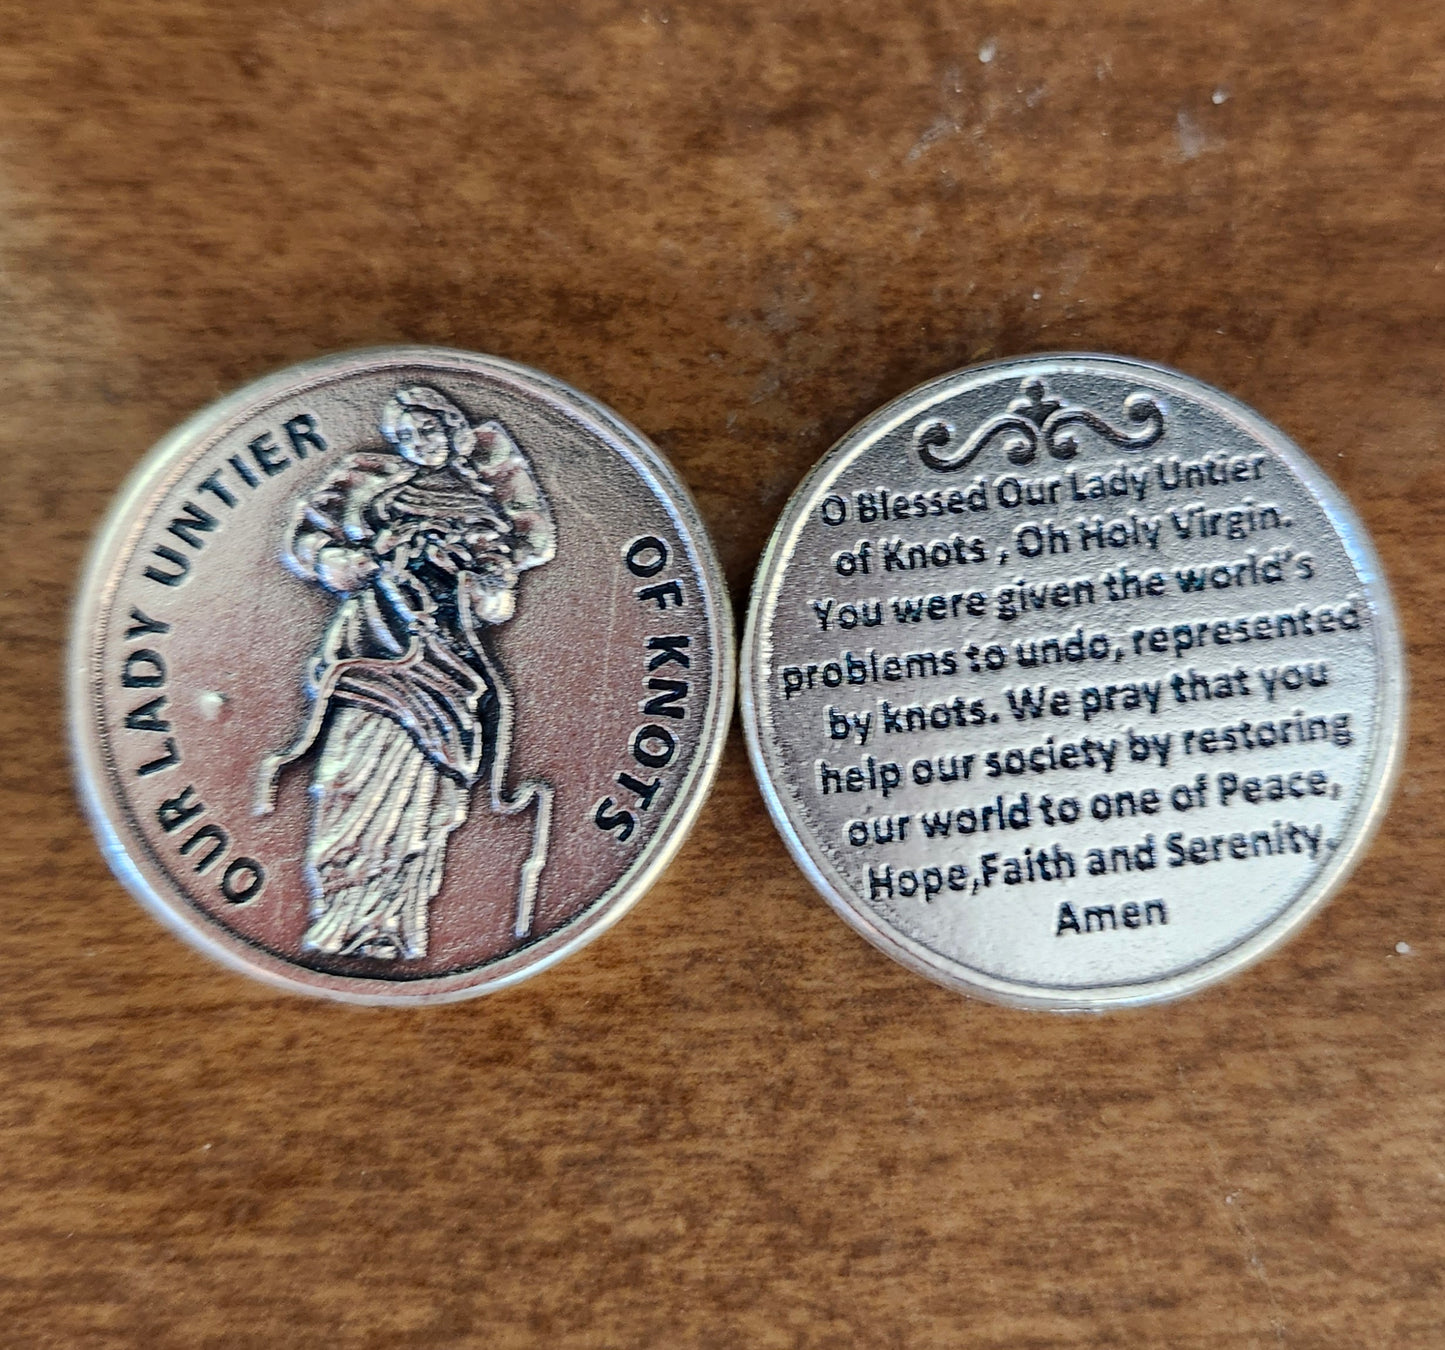 OUR LADY UNTIER
OF KNOTS
O Blessed Our Lady Untier
of Knots , Oh Holy Virgin.
You were given the world's
problems to undo, represented
by knots. We pray that you
help our society by restoring
our world to one of Peace,
Hope,Faith and Serenity.
Amen